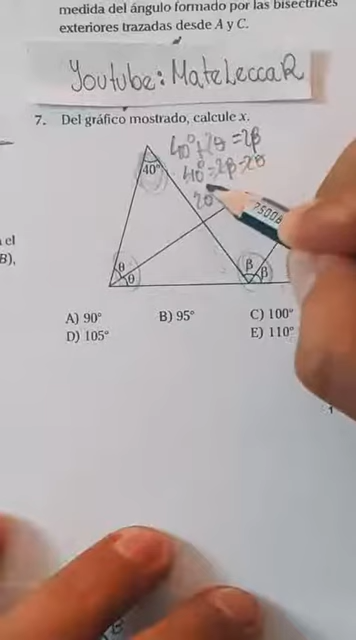 medida del ángulo formado por las bisectrices
exteriores trazadas desde A y C.
Youtube: MateLeccaR
7. Del gráfico mostrado, calcule x.
40°+2θ=2β
40°=2β-2θ
20
40°
el
B),
θ
θ
β
β
A) 90°
B) 95°
C) 100°
D) 105°
E) 110°